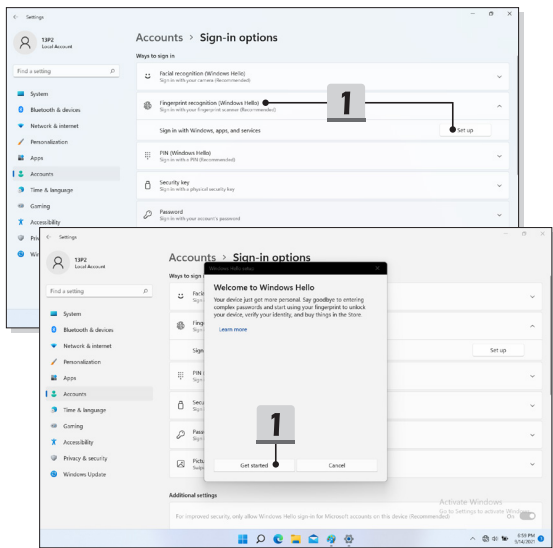 Settings
13P2
Local Account
Find a setting
System
Bluetooth & devices
Network & internet
Personalization
Apps
Accounts
Time & language
Gaming
Accessibility
Accounts > Sign-in options
Ways to sign in
Facial recognition (Windows Hello)
Sign in with your camera (Recommended)
Fingerprint recognition (Windows Hello)
Sign in with your fingerprint scanner (Recommended)
1
Sign in with Windows, apps, and services
Set up
PIN (Windows Hello)
Sign in with a PIN (Recommended)
Security key
Sign in with a physical security key
Password
Sign in with your account's password
Settings
13P2
Local Account
Find a setting
System
Bluetooth & devices
Network & internet
Personalization
Apps
Accounts
Time & language
Gaming
Accessibility
Privacy & security
Windows Update
Accounts > Sign-in options
Ways to sign
Set up
Windows Hello setup
Welcome to Windows Hello
Your device just got more personal. Say goodbye to entering
complex passwords and start using your fingerprint to unlock
your device, verify your identity, and buy things in the Store.
Learn more
1
Get started
Cancel
Additional settings
For improved security, only allow Windows Hello sign-in for Microsoft accounts on this device (Recommended)
On
Activate Windows
Go to Settings to activate Windows.
8:59 PM